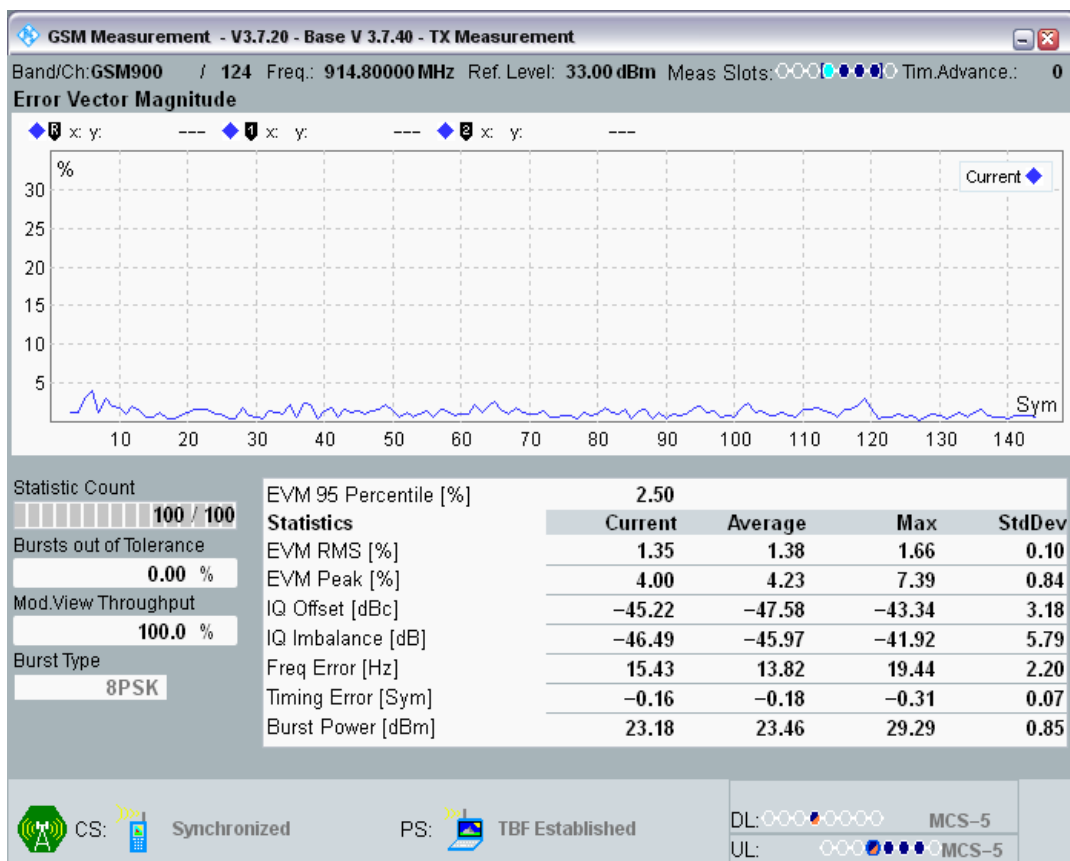 GSM Measurement - V3.7.20 - Base V 3.7.40 - TX Measurement
Band/Ch:GSM900 / 124 Freq.: 914.80000 MHz Ref. Level: 33.00 dBm Meas Slots: Tim.Advance.: 0
Error Vector Magnitude
R x: y: --- 1 x: y: --- 2 x: y: ---
%
Current
30
25
20
15
10
5
Sym
10 20 30 40 50 60 70 80 90 100 110 120 130 140
Statistic Count
100 / 100
Bursts out of Tolerance
0.00 %
Mod.View Throughput
100.0 %
Burst Type
8PSK
EVM 95 Percentile [%] 2.50
Statistics Current Average Max StdDev
EVM RMS [%] 1.35 1.38 1.66 0.10
EVM Peak [%] 4.00 4.23 7.39 0.84
IQ Offset [dBc] −45.22 −47.58 −43.34 3.18
IQ Imbalance [dB] −46.49 −45.97 −41.92 5.79
Freq Error [Hz] 15.43 13.82 19.44 2.20
Timing Error [Sym] −0.16 −0.18 −0.31 0.07
Burst Power [dBm] 23.18 23.46 29.29 0.85
CS: Synchronized PS: TBF Established
DL: MCS−5
UL: MCS−5